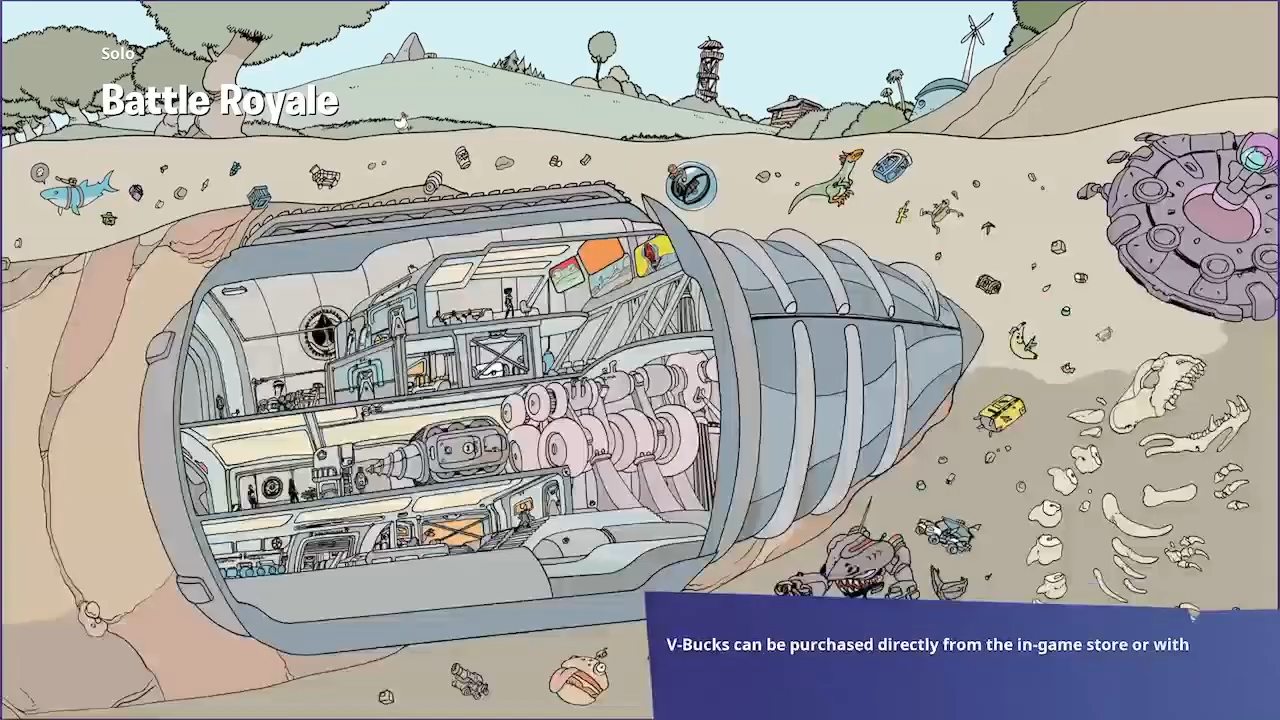 Solo
Battle Royale
V-Bucks can be purchased directly from the in-game store or with